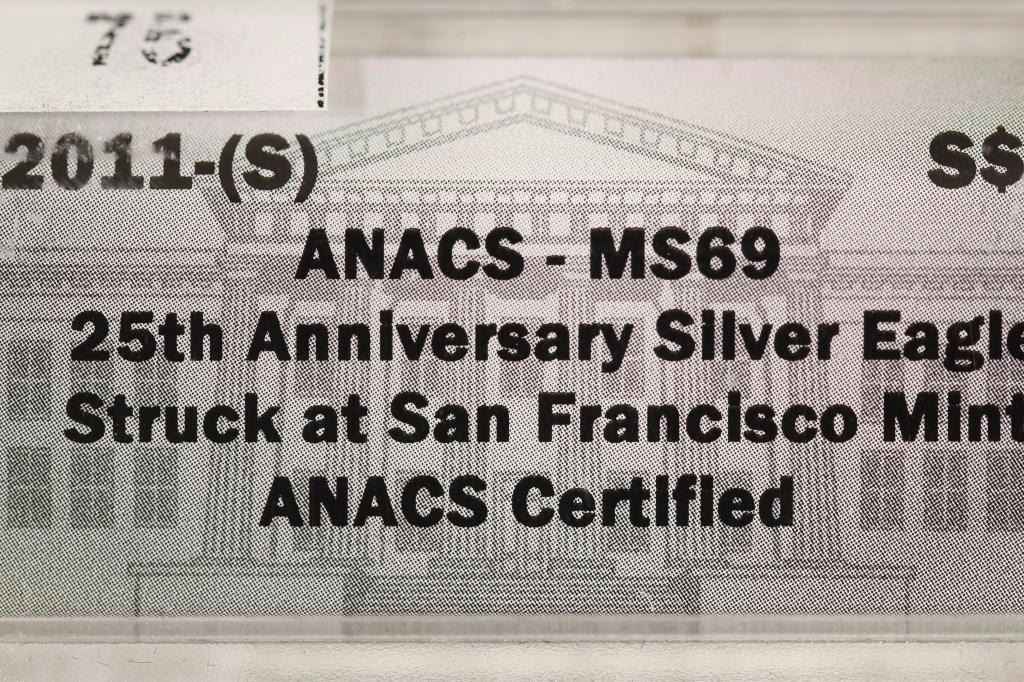 75
2011-(S)
S$
ANACS - MS69
25th Anniversary Silver Eagle
Struck at San Francisco Mint
ANACS Certified